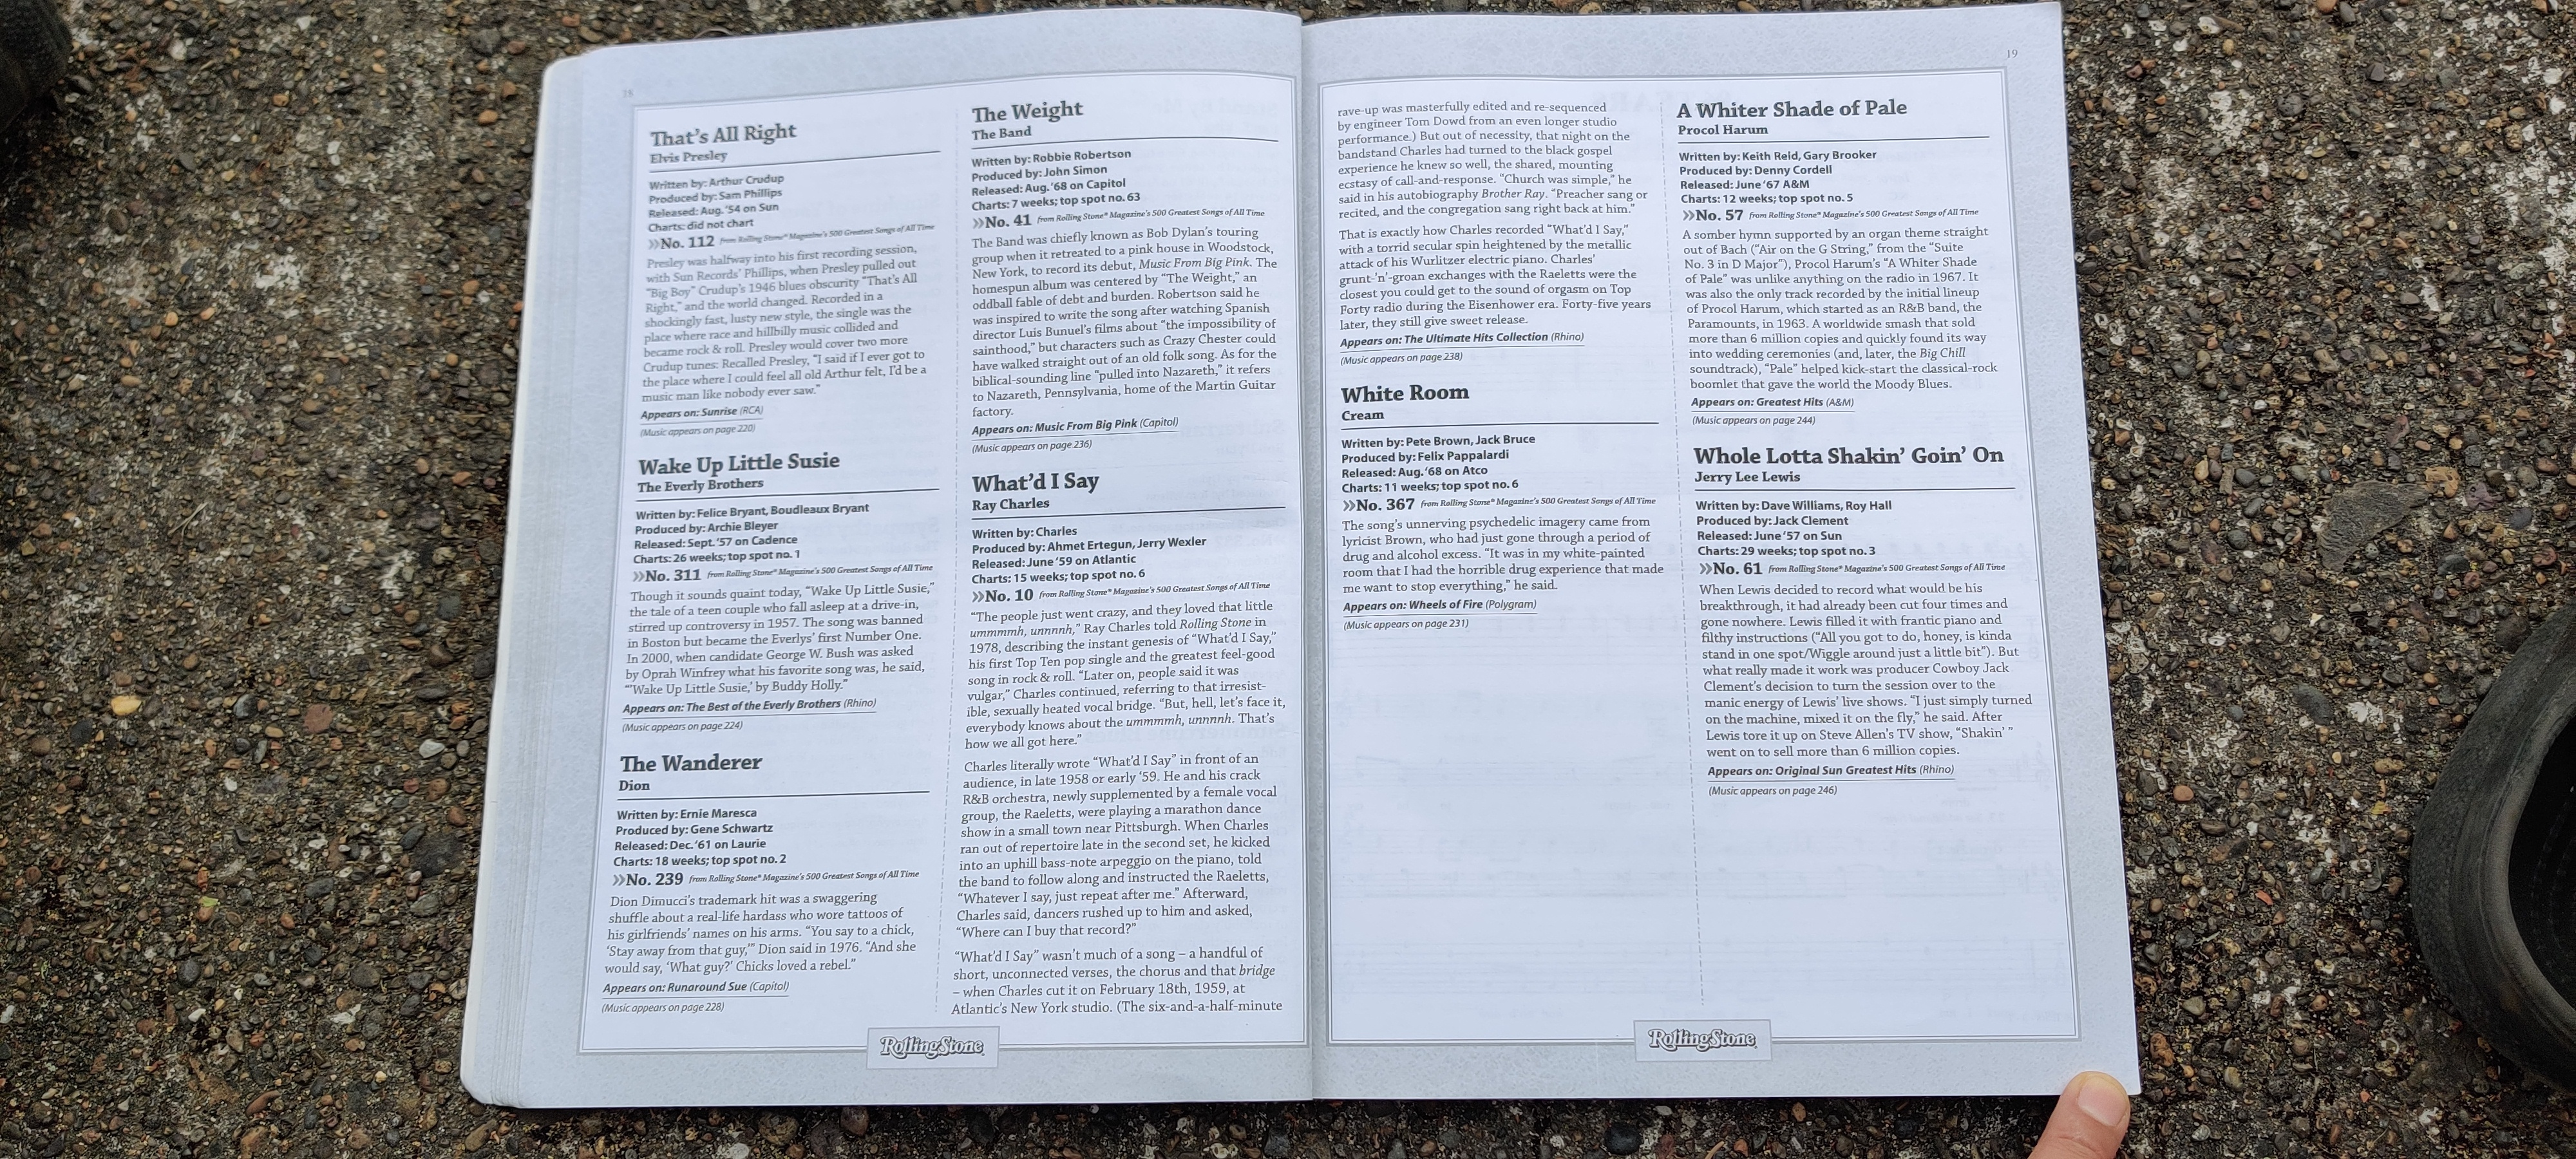 18
That's All Right
Elvis Presley
Written by: Arthur Crudup
Produced by: Sam Phillips
Released: Aug. '54 on Sun
Charts: did not chart
»No. 112 from Rolling Stone® Magazine's 500 Greatest Songs of All Time
Presley was halfway into his first recording session,
with Sun Records' Phillips, when Presley pulled out
"Big Boy" Crudup's 1946 blues obscurity "That's All
Right," and the world changed. Recorded in a
shockingly fast, lusty new style, the single was the
place where race and hillbilly music collided and
became rock & roll. Presley would cover two more
Crudup tunes: Recalled Presley, "I said if I ever got to
the place where I could feel all old Arthur felt, I'd be a
music man like nobody ever saw."
Appears on: Sunrise (RCA)
(Music appears on page 220)
Wake Up Little Susie
The Everly Brothers
Written by: Felice Bryant, Boudleaux Bryant
Produced by: Archie Bleyer
Released: Sept. '57 on Cadence
Charts: 26 weeks; top spot no. 1
»No. 311 from Rolling Stone® Magazine's 500 Greatest Songs of All Time
Though it sounds quaint today, "Wake Up Little Susie,"
the tale of a teen couple who fall asleep at a drive-in,
stirred up controversy in 1957. The song was banned
in Boston but became the Everlys' first Number One.
In 2000, when candidate George W. Bush was asked
by Oprah Winfrey what his favorite song was, he said,
"'Wake Up Little Susie,' by Buddy Holly."
Appears on: The Best of the Everly Brothers (Rhino)
(Music appears on page 224)
The Wanderer
Dion
Written by: Ernie Maresca
Produced by: Gene Schwartz
Released: Dec. '61 on Laurie
Charts: 18 weeks; top spot no. 2
»No. 239 from Rolling Stone® Magazine's 500 Greatest Songs of All Time
Dion Dimucci's trademark hit was a swaggering
shuffle about a real-life hardass who wore tattoos of
his girlfriends' names on his arms. "You say to a chick,
'Stay away from that guy,'" Dion said in 1976. "And she
would say, 'What guy?' Chicks loved a rebel."
Appears on: Runaround Sue (Capitol)
(Music appears on page 228)
The Weight
The Band
Written by: Robbie Robertson
Produced by: John Simon
Released: Aug. '68 on Capitol
Charts: 7 weeks; top spot no. 63
»No. 41 from Rolling Stone® Magazine's 500 Greatest Songs of All Time
The Band was chiefly known as Bob Dylan's touring
group when it retreated to a pink house in Woodstock,
New York, to record its debut, Music From Big Pink. The
homespun album was centered by "The Weight," an
oddball fable of debt and burden. Robertson said he
was inspired to write the song after watching Spanish
director Luis Bunuel's films about "the impossibility of
sainthood," but characters such as Crazy Chester could
have walked straight out of an old folk song. As for the
biblical-sounding line "pulled into Nazareth," it refers
to Nazareth, Pennsylvania, home of the Martin Guitar
factory.
Appears on: Music From Big Pink (Capitol)
(Music appears on page 236)
What'd I Say
Ray Charles
Written by: Charles
Produced by: Ahmet Ertegun, Jerry Wexler
Released: June '59 on Atlantic
Charts: 15 weeks; top spot no. 6
»No. 10 from Rolling Stone® Magazine's 500 Greatest Songs of All Time
"The people just went crazy, and they loved that little
ummmmh, unnnh," Ray Charles told Rolling Stone in
1978, describing the instant genesis of "What'd I Say,"
his first Top Ten pop single and the greatest feel-good
song in rock & roll. "Later on, people said it was
vulgar," Charles continued, referring to that irresist-
ible, sexually heated vocal bridge. "But, hell, let's face it,
everybody knows about the ummmmh, unnnh. That's
how we all got here."
Charles literally wrote "What'd I Say" in front of an
audience, in late 1958 or early '59. He and his crack
R&B orchestra, newly supplemented by a female vocal
group, the Raeletts, were playing a marathon dance
show in a small town near Pittsburgh. When Charles
ran out of repertoire late in the second set, he kicked
into an uphill bass-note arpeggio on the piano, told
the band to follow along and instructed the Raeletts,
"Whatever I say, just repeat after me." Afterward,
Charles said, dancers rushed up to him and asked,
"Where can I buy that record?"
"What'd I Say" wasn't much of a song – a handful of
short, unconnected verses, the chorus and that bridge
– when Charles cut it on February 18th, 1959, at
Atlantic's New York studio. (The six-and-a-half-minute
RollingStone
rave-up was masterfully edited and re-sequenced
by engineer Tom Dowd from an even longer studio
performance.) But out of necessity, that night on the
bandstand Charles had turned to the black gospel
experience he knew so well, the shared, mounting
ecstasy of call-and-response. "Church was simple," he
said in his autobiography Brother Ray. "Preacher sang or
recited, and the congregation sang right back at him."
That is exactly how Charles recorded "What'd I Say,"
with a torrid secular spin heightened by the metallic
attack of his Wurlitzer electric piano. Charles'
grunt-'n'-groan exchanges with the Raeletts were the
closest you could get to the sound of orgasm on Top
Forty radio during the Eisenhower era. Forty-five years
later, they still give sweet release.
Appears on: The Ultimate Hits Collection (Rhino)
(Music appears on page 238)
White Room
Cream
Written by: Pete Brown, Jack Bruce
Produced by: Felix Pappalardi
Released: Aug. '68 on Atco
Charts: 11 weeks; top spot no. 6
»No. 367 from Rolling Stone® Magazine's 500 Greatest Songs of All Time
The song's unnerving psychedelic imagery came from
lyricist Brown, who had just gone through a period of
drug and alcohol excess. "It was in my white-painted
room that I had the horrible drug experience that made
me want to stop everything," he said.
Appears on: Wheels of Fire (Polygram)
(Music appears on page 231)
A Whiter Shade of Pale
Procol Harum
Written by: Keith Reid, Gary Brooker
Produced by: Denny Cordell
Released: June '67 A&M
Charts: 12 weeks; top spot no. 5
»No. 57 from Rolling Stone® Magazine's 500 Greatest Songs of All Time
A somber hymn supported by an organ theme straight
out of Bach ("Air on the G String," from the "Suite
No. 3 in D Major"), Procol Harum's "A Whiter Shade
of Pale" was unlike anything on the radio in 1967. It
was also the only track recorded by the initial lineup
of Procol Harum, which started as an R&B band, the
Paramounts, in 1963. A worldwide smash that sold
more than 6 million copies and quickly found its way
into wedding ceremonies (and, later, the Big Chill
soundtrack), "Pale" helped kick-start the classical-rock
boomlet that gave the world the Moody Blues.
Appears on: Greatest Hits (A&M)
(Music appears on page 244)
Whole Lotta Shakin' Goin' On
Jerry Lee Lewis
Written by: Dave Williams, Roy Hall
Produced by: Jack Clement
Released: June '57 on Sun
Charts: 29 weeks; top spot no. 3
»No. 61 from Rolling Stone® Magazine's 500 Greatest Songs of All Time
When Lewis decided to record what would be his
breakthrough, it had already been cut four times and
gone nowhere. Lewis filled it with frantic piano and
filthy instructions ("All you got to do, honey, is kinda
stand in one spot/Wiggle around just a little bit"). But
what really made it work was producer Cowboy Jack
Clement's decision to turn the session over to the
manic energy of Lewis' live shows. "I just simply turned
on the machine, mixed it on the fly," he said. After
Lewis tore it up on Steve Allen's TV show, "Shakin' "
went on to sell more than 6 million copies.
Appears on: Original Sun Greatest Hits (Rhino)
(Music appears on page 246)
RollingStone
19